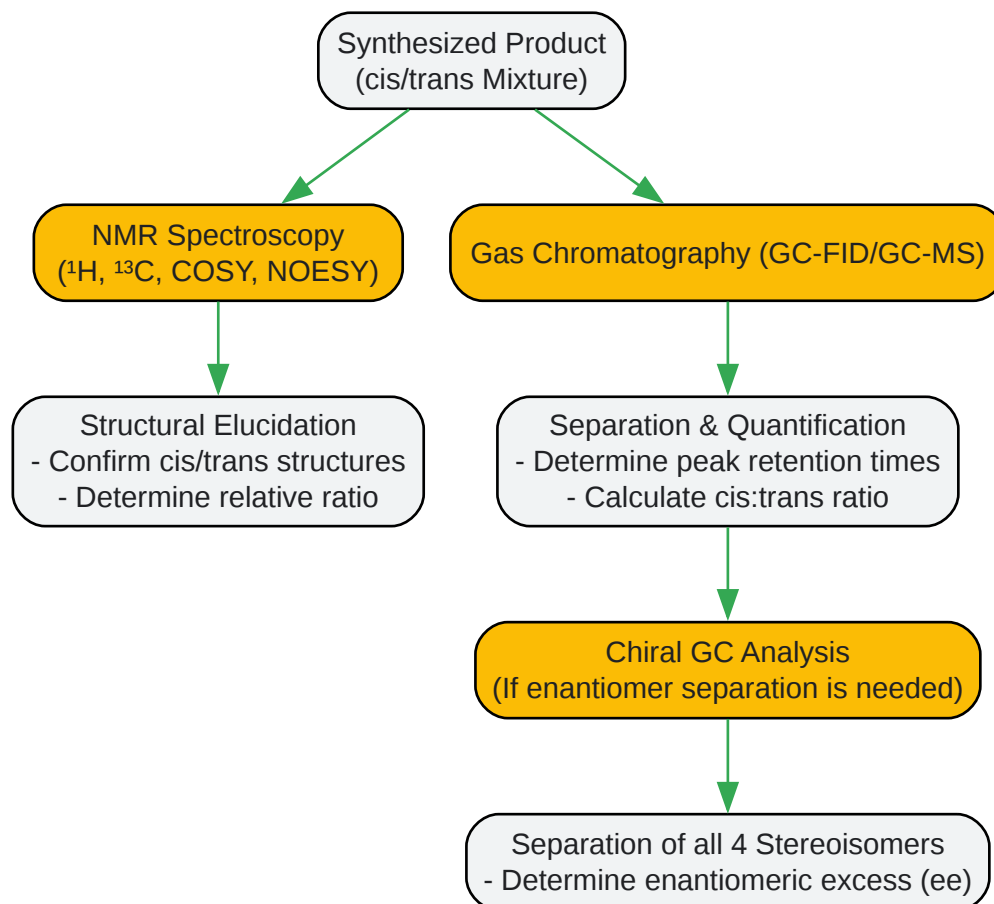 Synthesized Product
(cis/trans Mixture)
NMR Spectroscopy
(¹H, ¹³C, COSY, NOESY)
Gas Chromatography (GC-FID/GC-MS)
Structural Elucidation
- Confirm cis/trans structures
- Determine relative ratio
Separation & Quantification
- Determine peak retention times
- Calculate cis:trans ratio
Chiral GC Analysis
(If enantiomer separation is needed)
Separation of all 4 Stereoisomers
- Determine enantiomeric excess (ee)